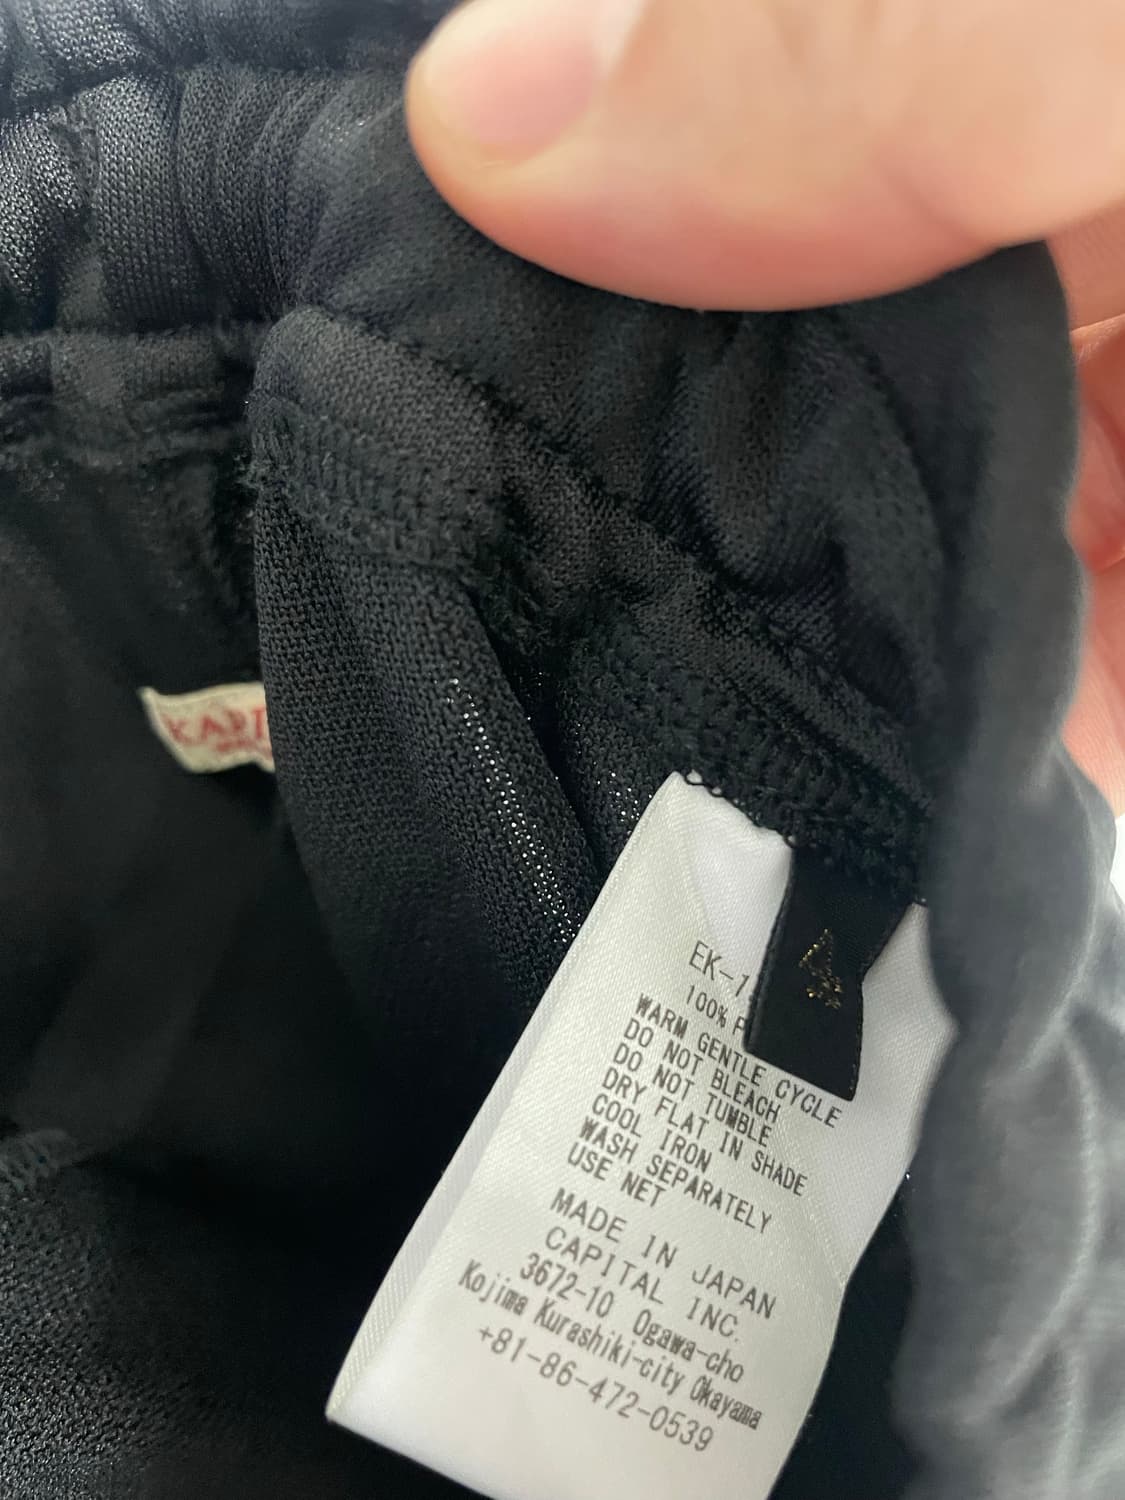 KAPI
4
EK-1
100% P
WARM GENTLE CYCLE
DO NOT BLEACH
DO NOT TUMBLE
DRY FLAT IN SHADE
COOL IRON
WASH SEPARATELY
USE NET
MADE IN JAPAN
CAPITAL INC.
3672-10 Ogawa-cho
Kojima Kurashiki-city Okayama
+81-86-472-0539